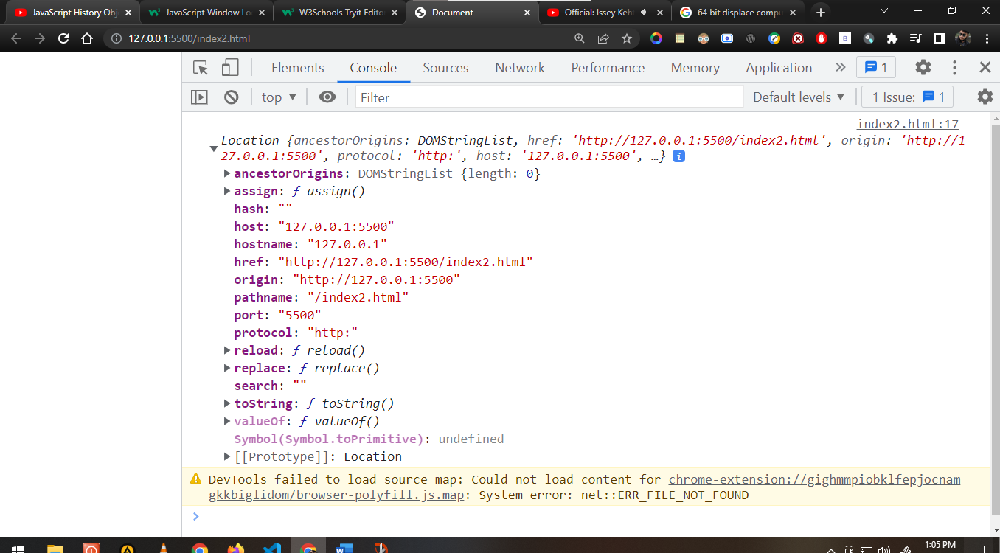 JavaScript History Obj
JavaScript Window Lo
W3Schools Tryit Edito
Document
Official: Issey Keht
64 bit displace compu
127.0.0.1:5500/index2.html
Elements
Console
Sources
Network
Performance
Memory
Application
1
top
Filter
Default levels
1 Issue:
1
index2.html:17
Location {ancestorOrigins: DOMStringList, href: 'http://127.0.0.1:5500/index2.html', origin: 'http://1
27.0.0.1:5500', protocol: 'http:', host: '127.0.0.1:5500', …}
ancestorOrigins: DOMStringList {length: 0}
assign: ƒ assign()
hash: ""
host: "127.0.0.1:5500"
hostname: "127.0.0.1"
href: "http://127.0.0.1:5500/index2.html"
origin: "http://127.0.0.1:5500"
pathname: "/index2.html"
port: "5500"
protocol: "http:"
reload: ƒ reload()
replace: ƒ replace()
search: ""
toString: ƒ toString()
valueOf: ƒ valueOf()
Symbol(Symbol.toPrimitive): undefined
[[Prototype]]: Location
DevTools failed to load source map: Could not load content for chrome-extension://gighmmpiobklfepjocnam
gkkbiglidom/browser-polyfill.js.map: System error: net::ERR_FILE_NOT_FOUND
1:05 PM